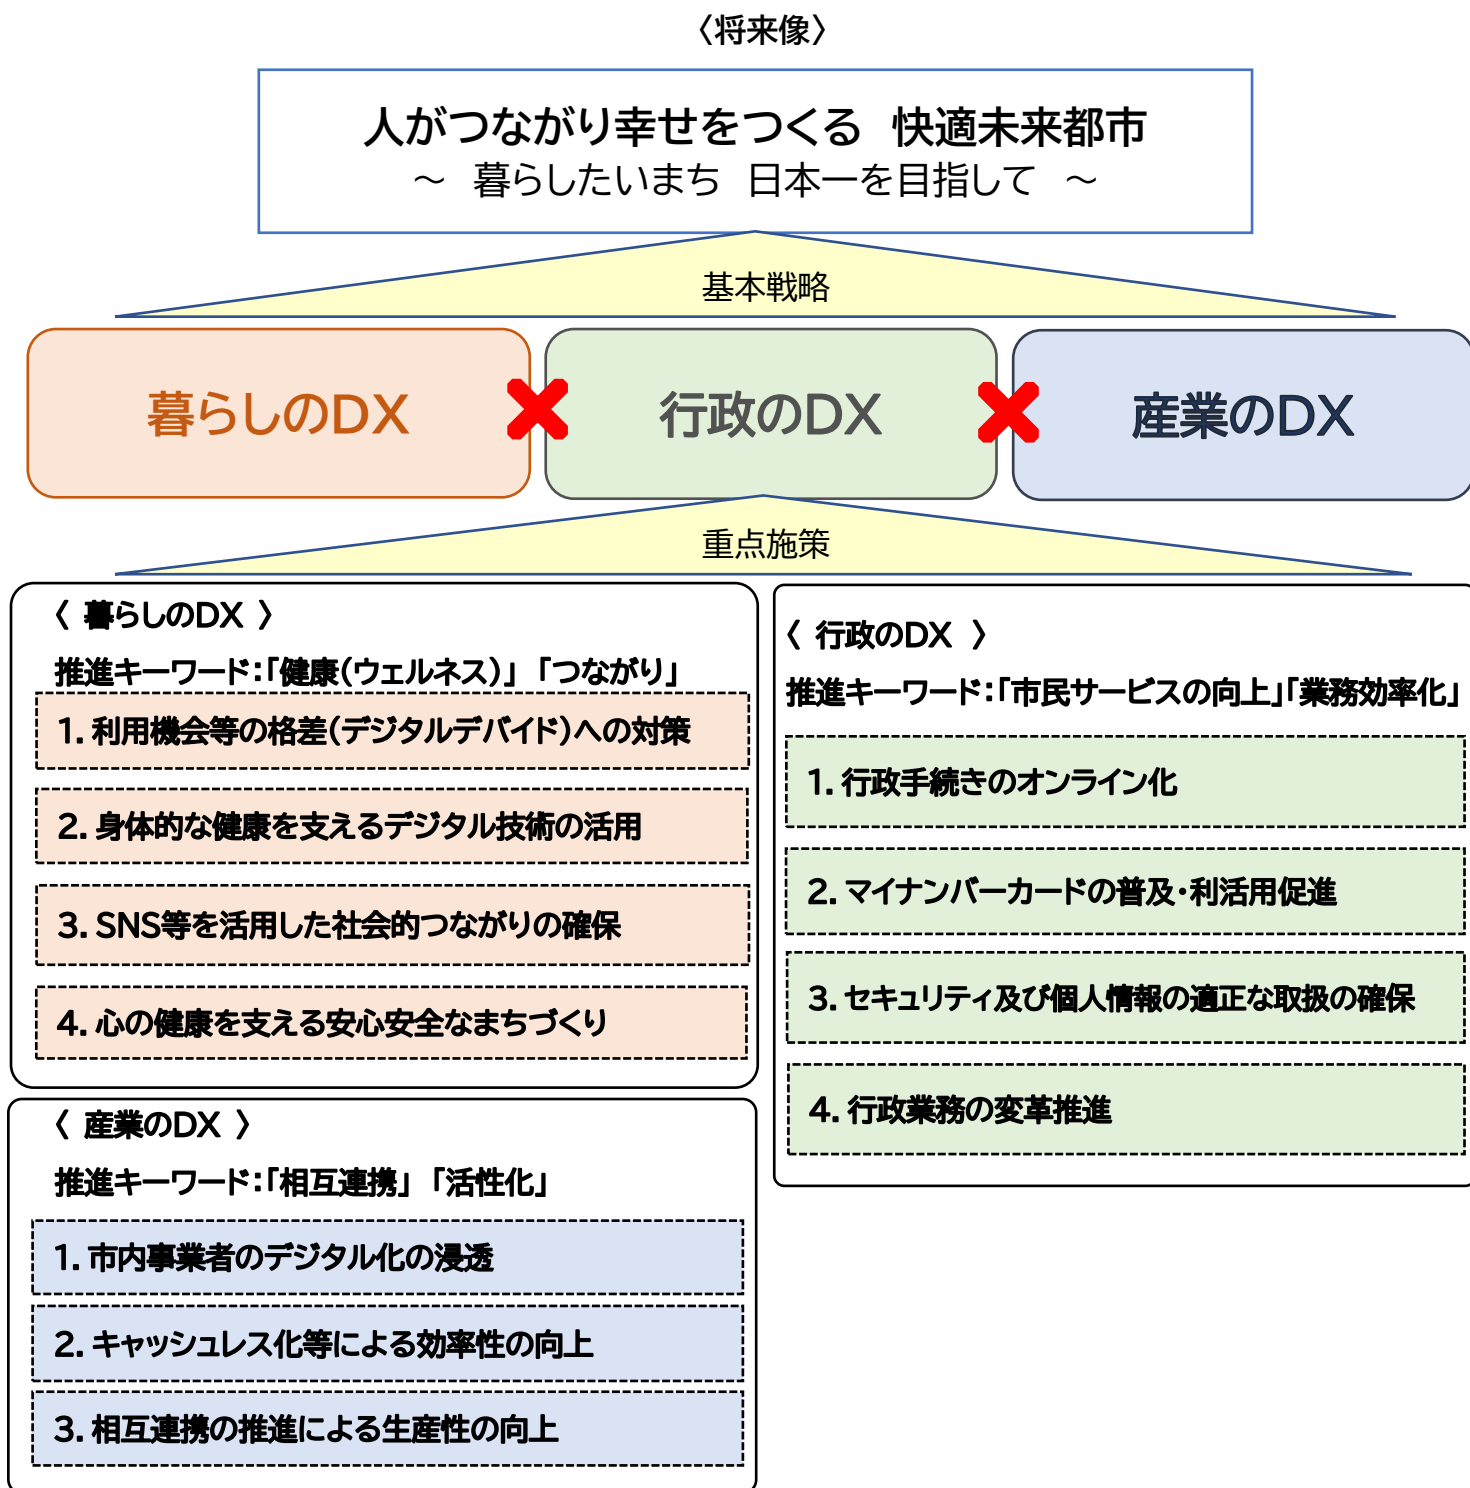 〈将来像〉
人がつながり幸せをつくる 快適未来都市
～ 暮らしたいまち 日本一を目指して ～
基本戦略
暮らしのDX
行政のDX
産業のDX
重点施策
〈 暮らしのDX 〉
推進キーワード：「健康（ウェルネス）」「つながり」
1. 利用機会等の格差（デジタルデバイド）への対策
2. 身体的な健康を支えるデジタル技術の活用
3. SNS等を活用した社会的つながりの確保
4. 心の健康を支える安心安全なまちづくり
〈 行政のDX 〉
推進キーワード：「市民サービスの向上」「業務効率化」
1. 行政手続きのオンライン化
2. マイナンバーカードの普及・利活用促進
3. セキュリティ及び個人情報の適正な取扱の確保
4. 行政業務の変革推進
〈 産業のDX 〉
推進キーワード：「相互連携」「活性化」
1. 市内事業者のデジタル化の浸透
2. キャッシュレス化等による効率性の向上
3. 相互連携の推進による生産性の向上